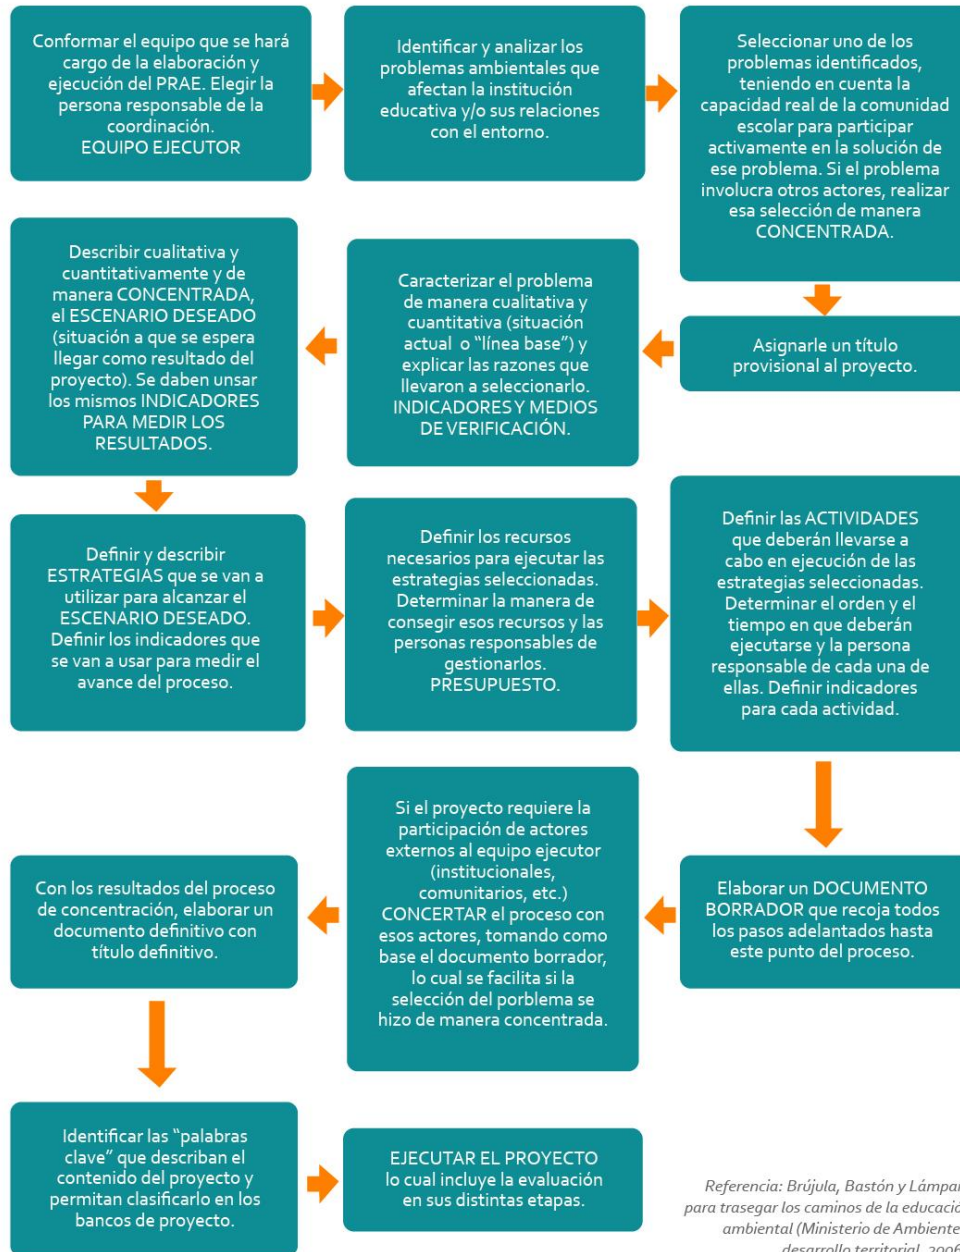 Conformar el equipo que se hará
cargo de la elaboración y
ejecución del PRAE. Elegir la
persona responsable de la
coordinación.
EQUIPO EJECUTOR
Identificar y analizar los
problemas ambientales que
afectan la institución
educativa y/o sus relaciones
con el entorno.
Seleccionar uno de los
problemas identificados,
teniendo en cuenta la
capacidad real de la comunidad
escolar para participar
activamente en la solución de
ese problema. Si el problema
involucra otros actores, realizar
esa selección de manera
CONCENTRADA.
Asignarle un título
provisional al proyecto.
Caracterizar el problema
de manera cualitativa y
cuantitativa (situación
actual o "línea base") y
explicar las razones que
llevaron a seleccionarlo.
INDICADORES Y MEDIOS
DE VERIFICACIÓN.
Describir cualitativa y
cuantitativamente y de
manera CONCENTRADA,
el ESCENARIO DESEADO
(situación a que se espera
llegar como resultado del
proyecto). Se daben unsar
los mismos INDICADORES
PARA MEDIR LOS
RESULTADOS.
Definir y describir
ESTRATEGIAS que se van a
utilizar para alcanzar el
ESCENARIO DESEADO.
Definir los indicadores que
se van a usar para medir el
avance del proceso.
Definir los recursos
necesarios para ejecutar las
estrategias seleccionadas.
Determinar la manera de
consegir esos recursos y las
personas responsables de
gestionarlos.
PRESUPUESTO.
Definir las ACTIVIDADES
que deberán llevarse a
cabo en ejecución de las
estrategias seleccionadas.
Determinar el orden y el
tiempo en que deberán
ejecutarse y la persona
responsable de cada una de
ellas. Definir indicadores
para cada actividad.
Elaborar un DOCUMENTO
BORRADOR que recoja todos
los pasos adelantados hasta
este punto del proceso.
Si el proyecto requiere la
participación de actores
externos al equipo ejecutor
(institucionales,
comunitarios, etc.)
CONCERTAR el proceso con
esos actores, tomando como
base el documento borrador,
lo cual se facilita si la
selección del porblema se
hizo de manera concentrada.
Con los resultados del proceso
de concentración, elaborar un
documento definitivo con
título definitivo.
Identificar las "palabras
clave" que describan el
contenido del proyecto y
permitan clasificarlo en los
bancos de proyecto.
EJECUTAR EL PROYECTO
lo cual incluye la evaluación
en sus distintas etapas.
Referencia: Brújula, Bastón y Lámpar
para trasegar los caminos de la educació
ambiental (Ministerio de Ambiente
desarrollo territorial, 2006